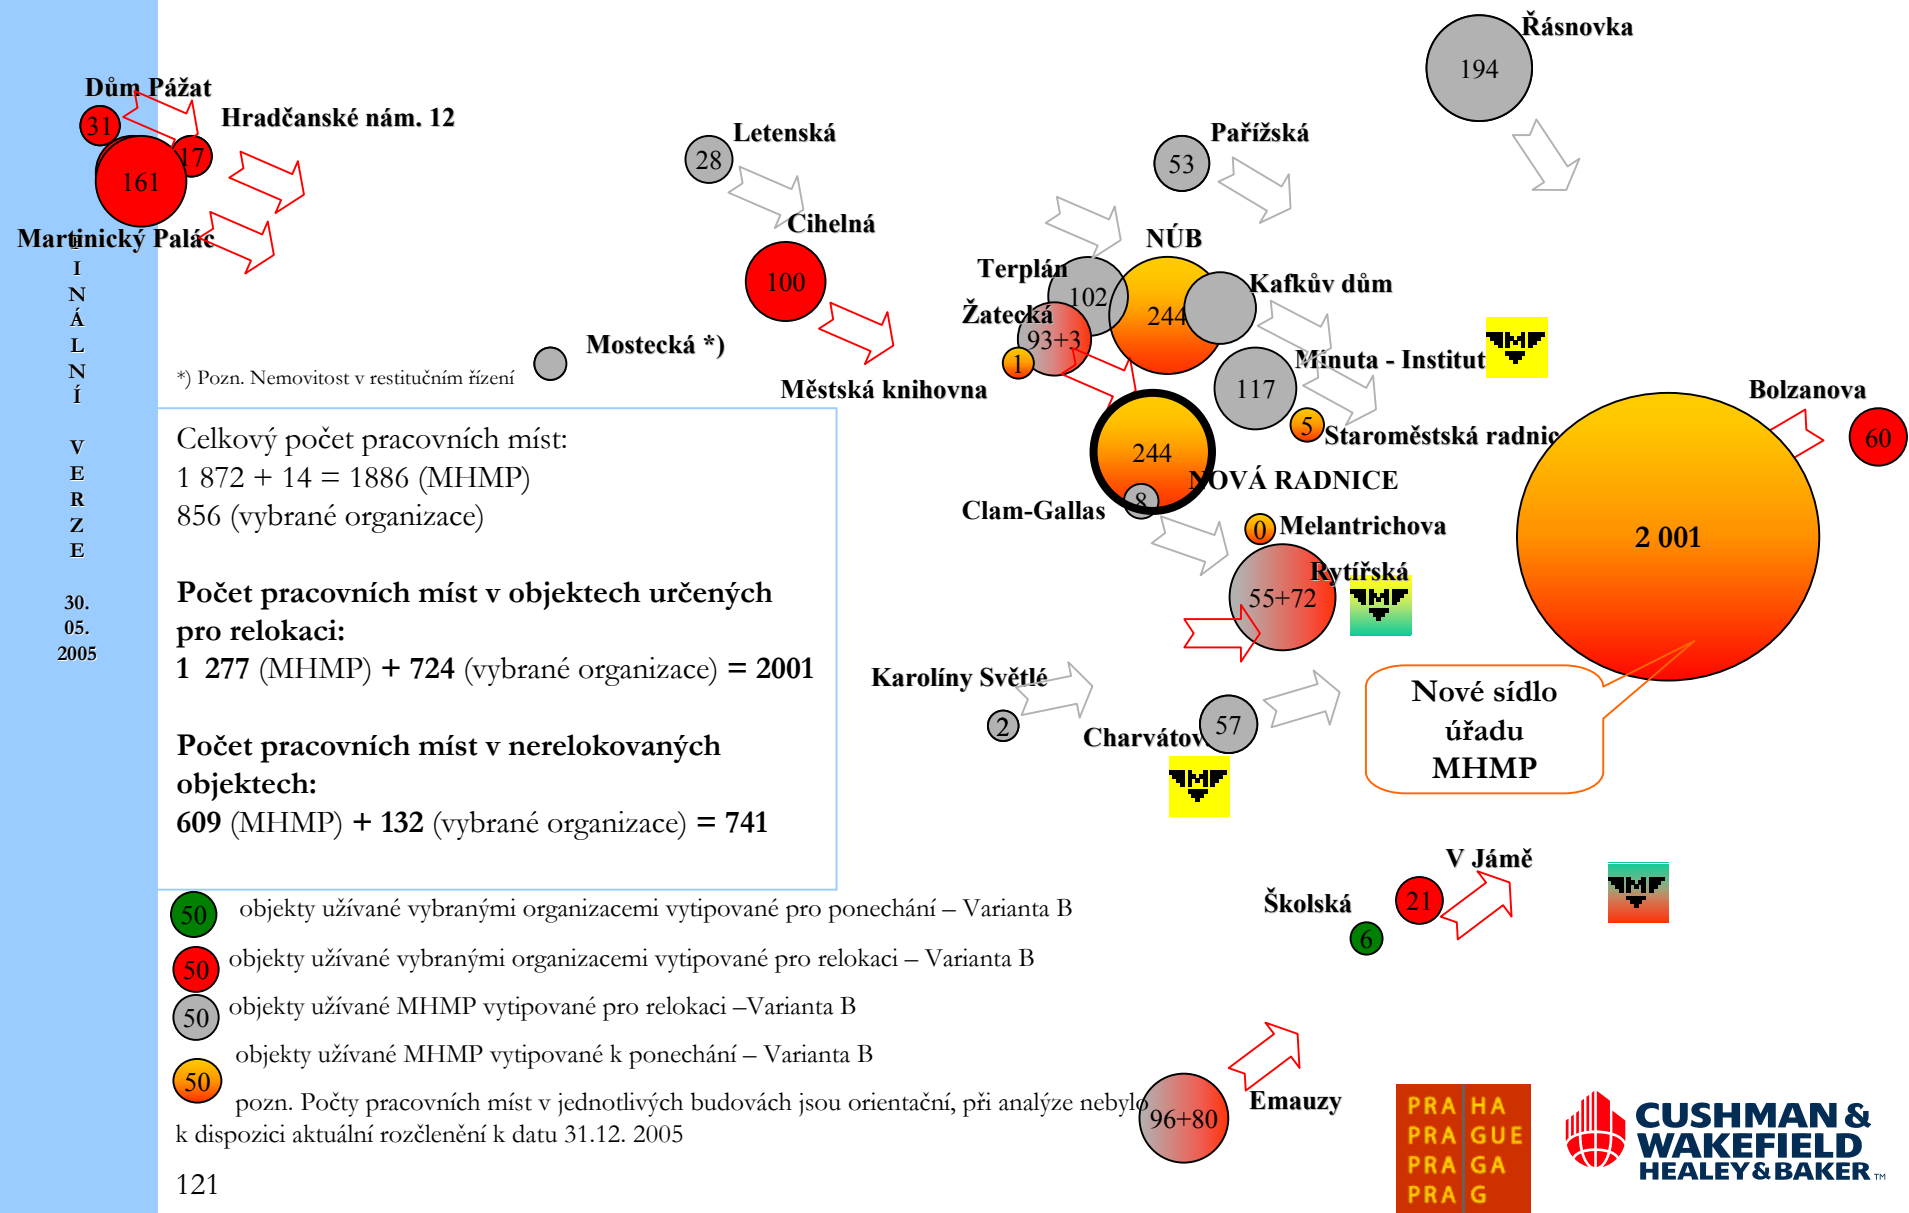 Řásnovka
194
Dům Pážat
31
Hradčanské nám. 12
17
161
Martinický Palác
Letenská
28
Pařížská
53
Cihelná
100
NÚB
244
Terplán
102
Kafkův dům
Žatecká
93+3
1
Městská knihovna
Mostecká *)
*) Pozn. Nemovitost v restitučním řízení
Minuta - Institut
117
5
Staroměstská radnic
244
NOVÁ RADNICE
8
Clam-Gallas
0
Melantrichova
Rytířská
55+72
Bolzanova
60
2 001
Nové sídlo
úřadu
MHMP
Karolíny Světlé
2
Charvátov
57
V Jámě
21
Školská
6
96+80
Emauzy
FINÁLNÍ
VERZE
30.
05.
2005
Celkový počet pracovních míst:
1 872 + 14 = 1886 (MHMP)
856 (vybrané organizace)
Počet pracovních míst v objektech určených
pro relokaci:
1 277 (MHMP) + 724 (vybrané organizace) = 2001
Počet pracovních míst v nerelokovaných
objektech:
609 (MHMP) + 132 (vybrané organizace) = 741
50 objekty užívané vybranými organizacemi vytipované pro ponechání – Varianta B
50 objekty užívané vybranými organizacemi vytipované pro relokaci – Varianta B
50 objekty užívané MHMP vytipované pro relokaci –Varianta B
50 objekty užívané MHMP vytipované k ponechání – Varianta B
pozn. Počty pracovních míst v jednotlivých budovách jsou orientační, při analýze nebylo
k dispozici aktuální rozčlenění k datu 31.12. 2005
121
PRA HA
PRA GUE
PRA GA
PRA G
CUSHMAN &
WAKEFIELD
HEALEY & BAKER™